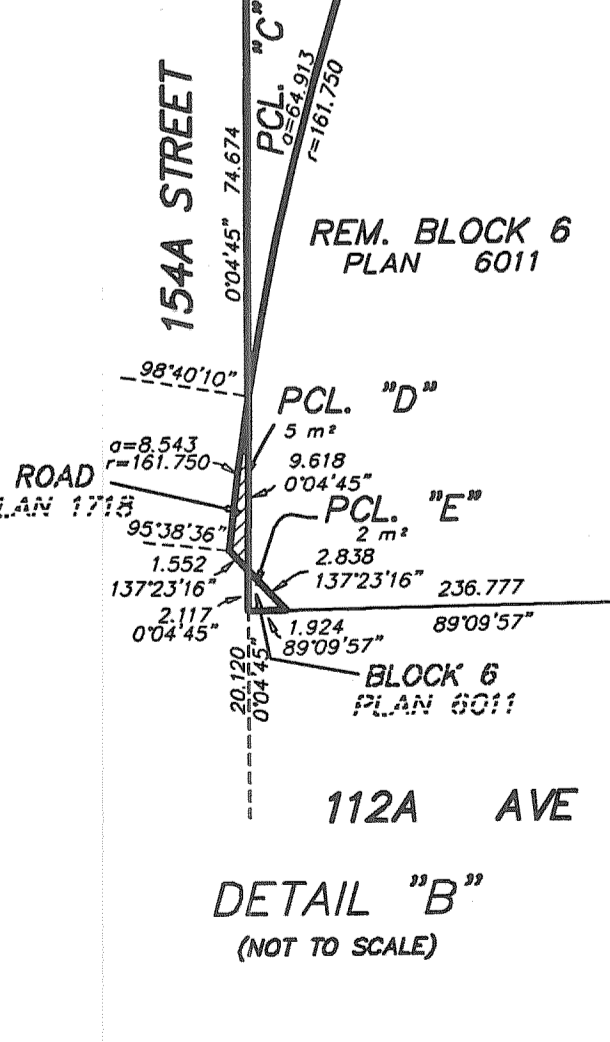 154A STREET
0°04'45" 74.674
PCL. "C"
a=64.913
r=161.750
REM. BLOCK 6
PLAN 6011
98°40'10"
PCL. "D"
5 m²
a=8.543
r=161.750
9.618
0°04'45"
ROAD
LAN 1718
PCL. "E"
2 m²
95°38'36"
1.552
137°23'16"
2.838
137°23'16"
236.777
89°09'57"
2.117
0°04'45"
1.924
89°09'57"
20.120
0°04'45"
BLOCK 6
PLAN 6011
112A AVE
DETAIL "B"
(NOT TO SCALE)